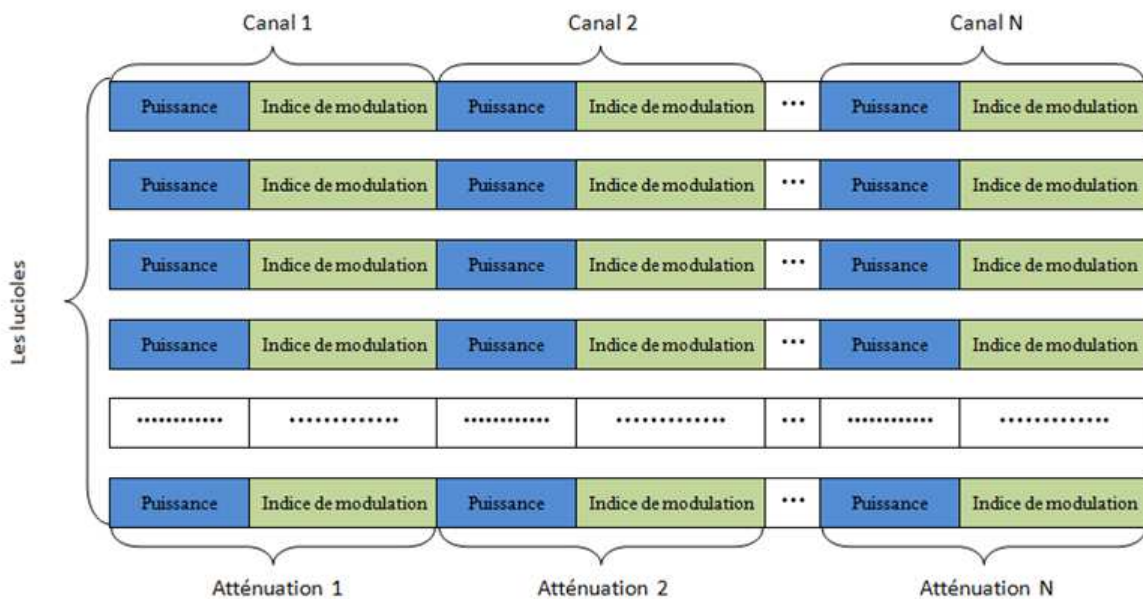 Canal 1 Canal 2 Canal N
Puissance Indice de modulation Puissance Indice de modulation ... Puissance Indice de modulation
Puissance Indice de modulation Puissance Indice de modulation ... Puissance Indice de modulation
Puissance Indice de modulation Puissance Indice de modulation ... Puissance Indice de modulation
Les lucioles
Puissance Indice de modulation Puissance Indice de modulation ... Puissance Indice de modulation
............ ............. ............ ............. ... ............ .............
Puissance Indice de modulation Puissance Indice de modulation ... Puissance Indice de modulation
Atténuation 1 Atténuation 2 Atténuation N